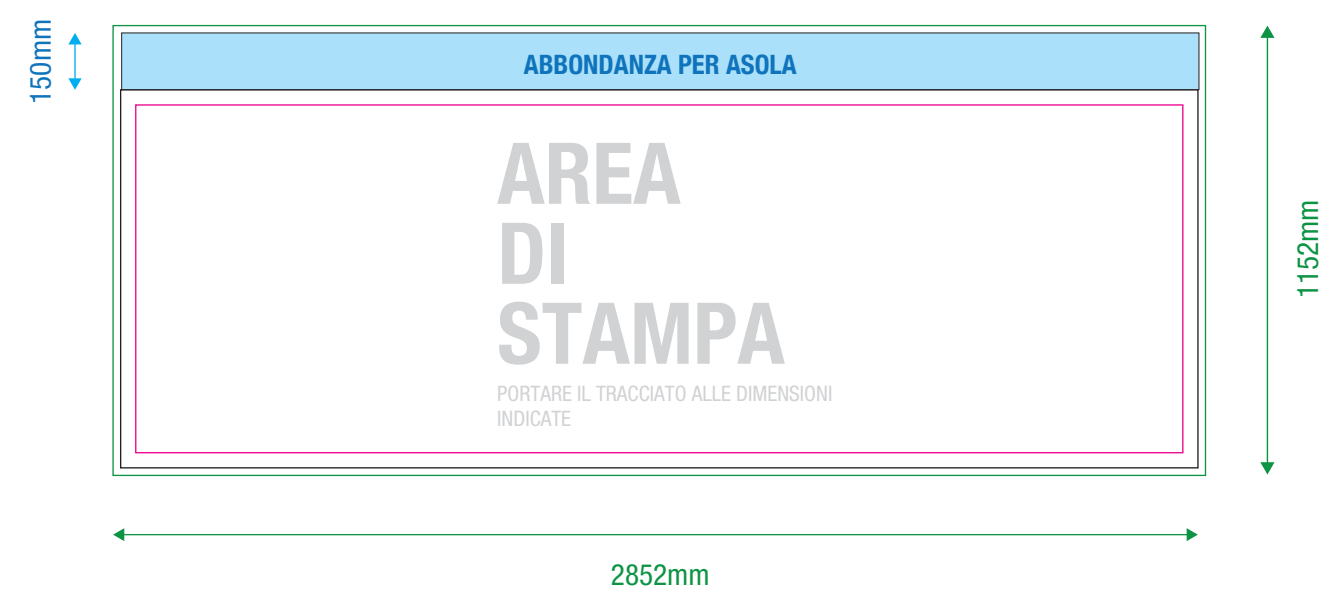 150mm
ABBONDANZA PER ASOLA
AREA
DI
STAMPA
PORTARE IL TRACCIATO ALLE DIMENSIONI
INDICATE
1152mm
2852mm